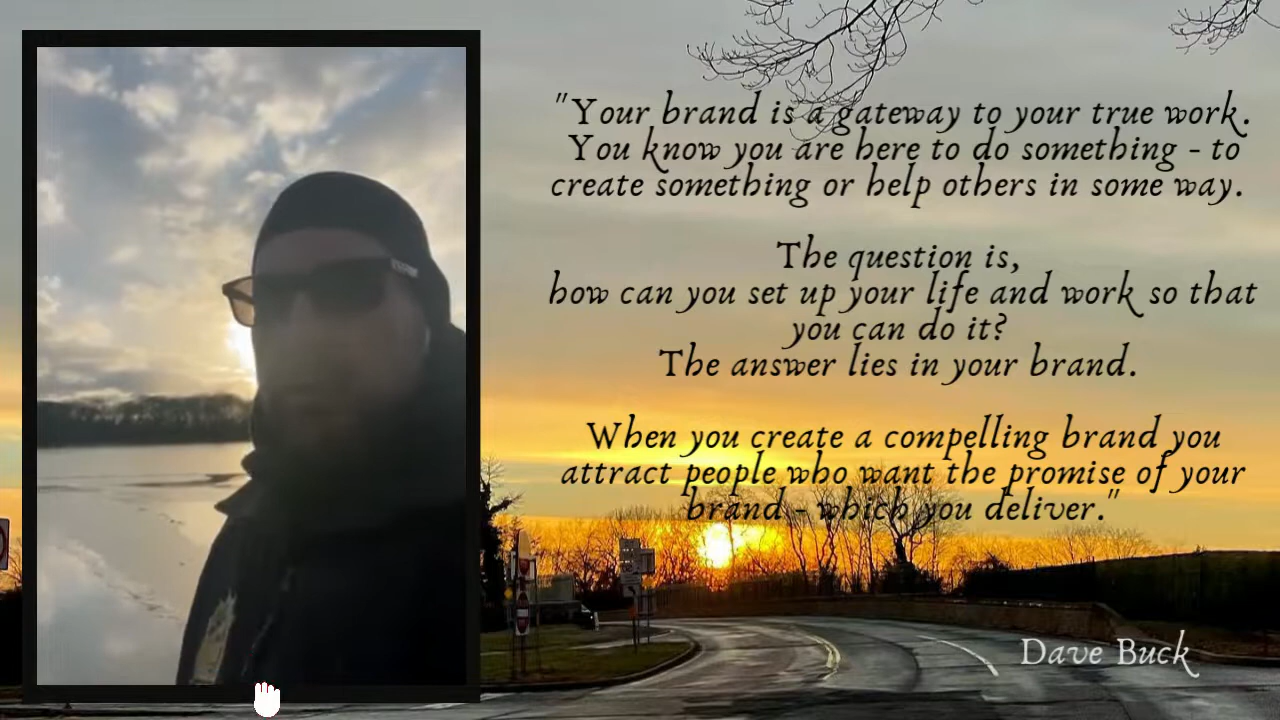 "Your brand is a gateway to your true work.
You know you are here to do something - to
create something or help others in some way.
The question is,
how can you set up your life and work so that
you can do it?
The answer lies in your brand.
When you create a compelling brand you
attract people who want the promise of your
brand - which you deliver."
Dave Buck